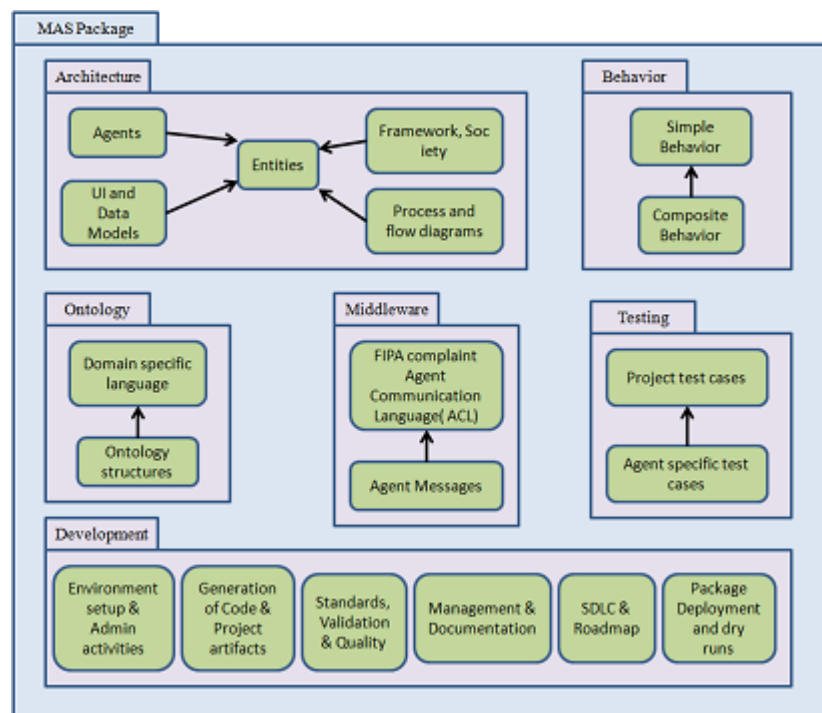 MAS Package
Architecture
Agents
UI and
Data
Models
Entities
Framework, Soc
iety
Process and
flow diagrams
Behavior
Simple
Behavior
Composite
Behavior
Ontology
Domain specific
language
Ontology
structures
Middleware
FIPA complaint
Agent
Communication
Language( ACL)
Agent Messages
Testing
Project test cases
Agent specific test
cases
Development
Environment
setup &
Admin
activities
Generation
of Code &
Project
artifacts
Standards,
Validation
& Quality
Management &
Documentation
SDLC &
Roadmap
Package
Deployment
and dry
runs